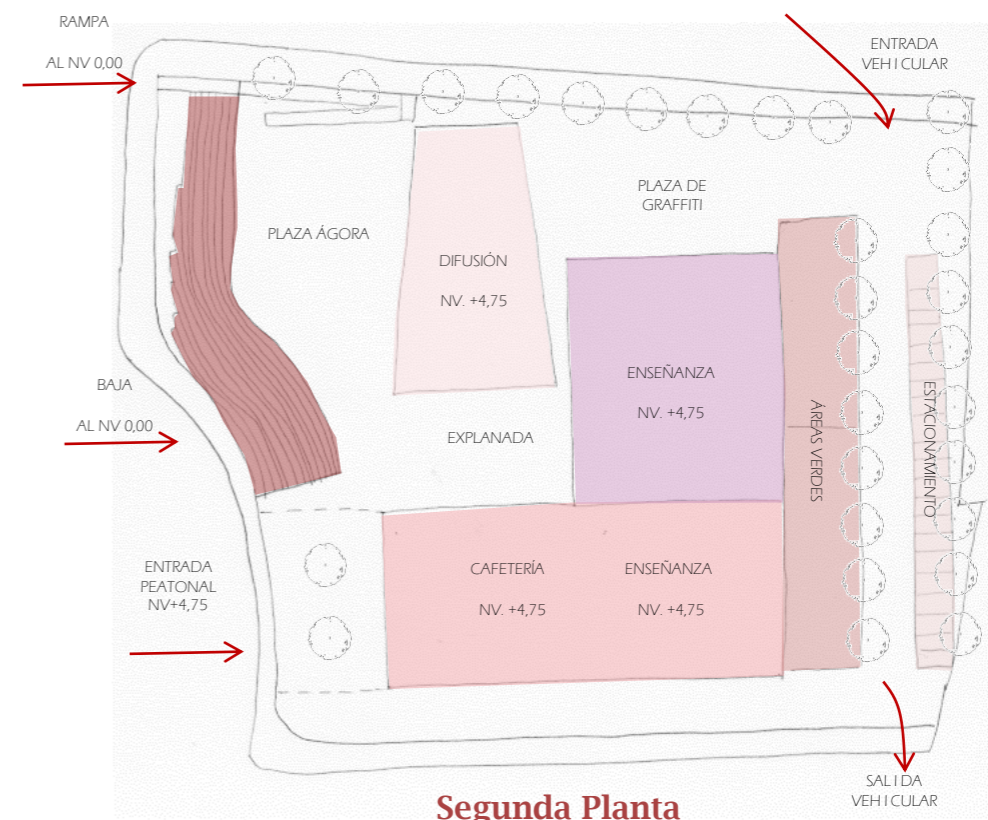 RAMPA
AL NV 0,00
ENTRADA
VEHICULAR
PLAZA DE
GRAFFITI
PLAZA ÁGORA
DIFUSIÓN
NV. +4,75
ENSEÑANZA
NV. +4,75
BAJA
AL NV 0,00
EXPLANADA
ÁREAS VERDES
ESTACIONAMIENTO
ENTRADA
PEATONAL
NV+4,75
CAFETERÍA
NV. +4,75
ENSEÑANZA
NV. +4,75
SALIDA
VEHICULAR
Segunda Planta